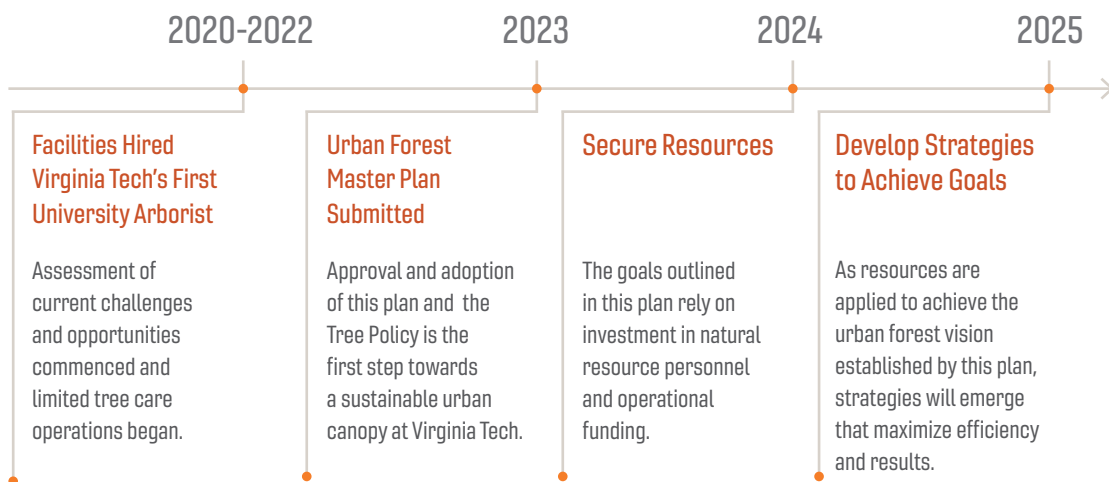 2020-2022
2023
2024
2025
Facilities Hired
Virginia Tech's First
University Arborist
Assessment of
current challenges
and opportunities
commenced and
limited tree care
operations began.
Urban Forest
Master Plan
Submitted
Approval and adoption
of this plan and the
Tree Policy is the
first step towards
a sustainable urban
canopy at Virginia Tech.
Secure Resources
The goals outlined
in this plan rely on
investment in natural
resource personnel
and operational
funding.
Develop Strategies
to Achieve Goals
As resources are
applied to achieve the
urban forest vision
established by this plan,
strategies will emerge
that maximize efficiency
and results.